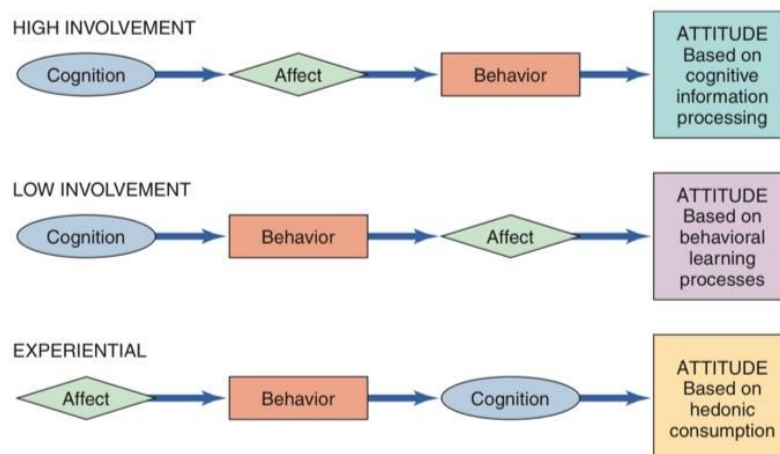 HIGH INVOLVEMENT
Cognition
Affect
Behavior
ATTITUDE
Based on
cognitive
information
processing
LOW INVOLVEMENT
Cognition
Behavior
Affect
ATTITUDE
Based on
behavioral
learning
processes
EXPERIENTIAL
Affect
Behavior
Cognition
ATTITUDE
Based on
hedonic
consumption